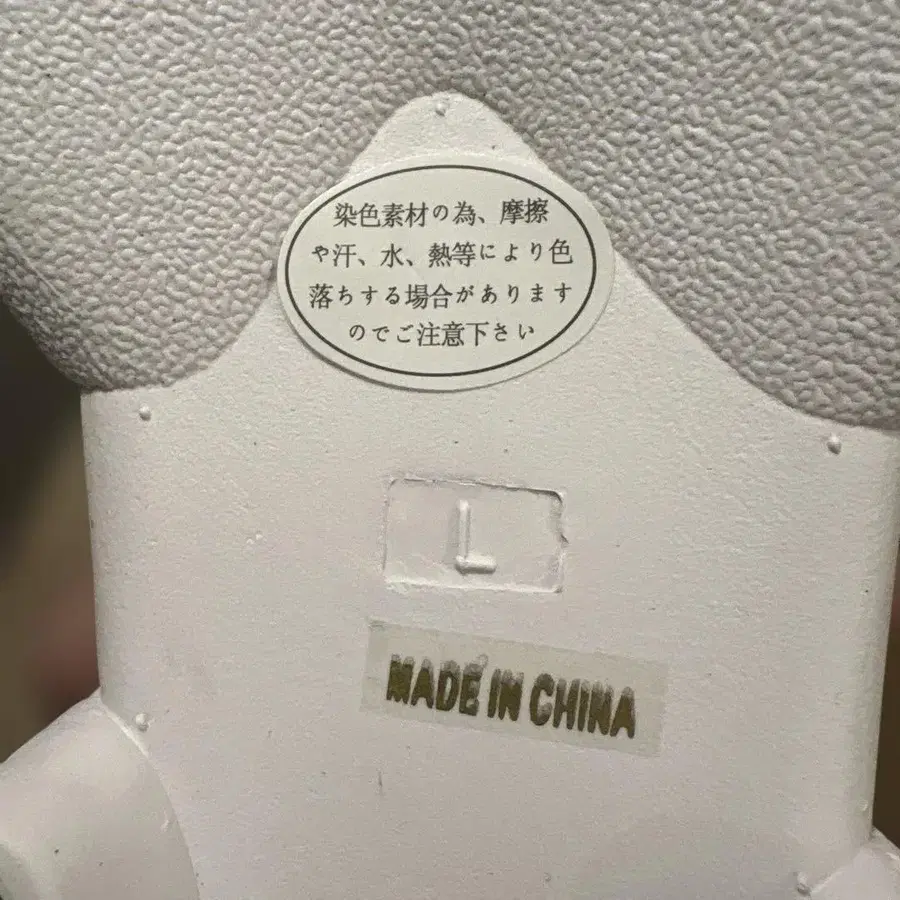 染色素材の為、摩擦
や汗、水、熱等により色
落ちする場合があります
のでご注意下さい
L
MADE IN CHINA